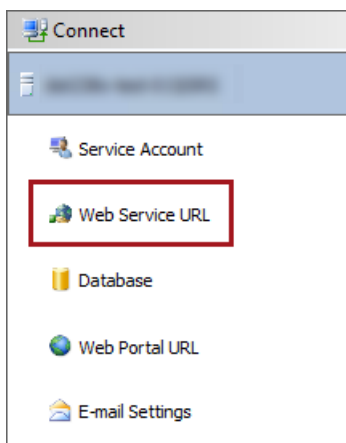 Connect
Service Account
Web Service URL
Database
Web Portal URL
E-mail Settings